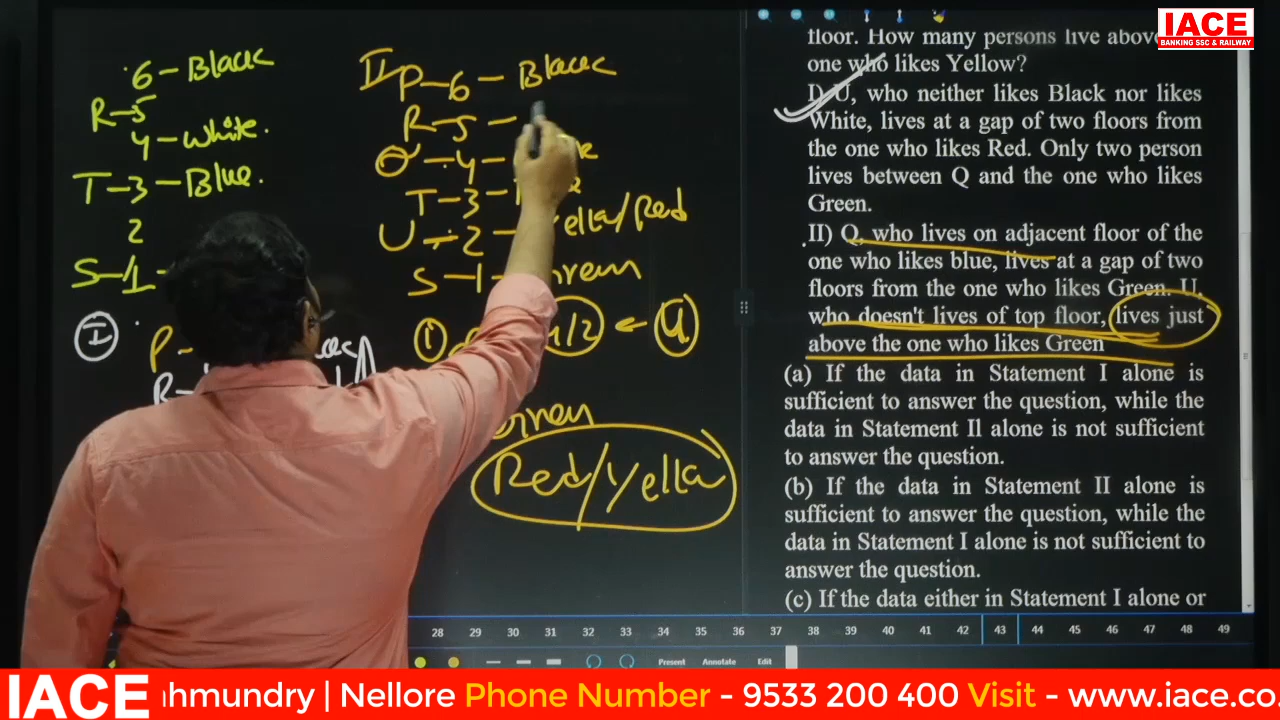 IACE
BANKING SSC & RAILWAY
6 - Black
R - 5
4 - White
T - 3 - Blue
2
S - 1 -
I
P -
R -
II P - 6 - Black
R - 5 -
Q - 4 -
T - 3 -
U - 2 - /Red
S - 1 -
1 /2 ← U
Red/Yella
floor. How many persons live above
one who likes Yellow?
I) U, who neither likes Black nor likes
White, lives at a gap of two floors from
the one who likes Red. Only two person
lives between Q and the one who likes
Green.
II) Q, who lives on adjacent floor of the
one who likes blue, lives at a gap of two
floors from the one who likes Green. U,
who doesn't lives of top floor, lives just
above the one who likes Green
(a) If the data in Statement I alone is
sufficient to answer the question, while the
data in Statement Il alone is not sufficient
to answer the question.
(b) If the data in Statement II alone is
sufficient to answer the question, while the
data in Statement I alone is not sufficient to
answer the question.
(c) If the data either in Statement I alone or
28 29 30 31 32 33 34 35 36 37 38 39 40 41 42 43 44 45 46 47 48 49
Present Annotate Edit
IACE ahmundry | Nellore Phone Number - 9533 200 400 Visit - www.iace.co